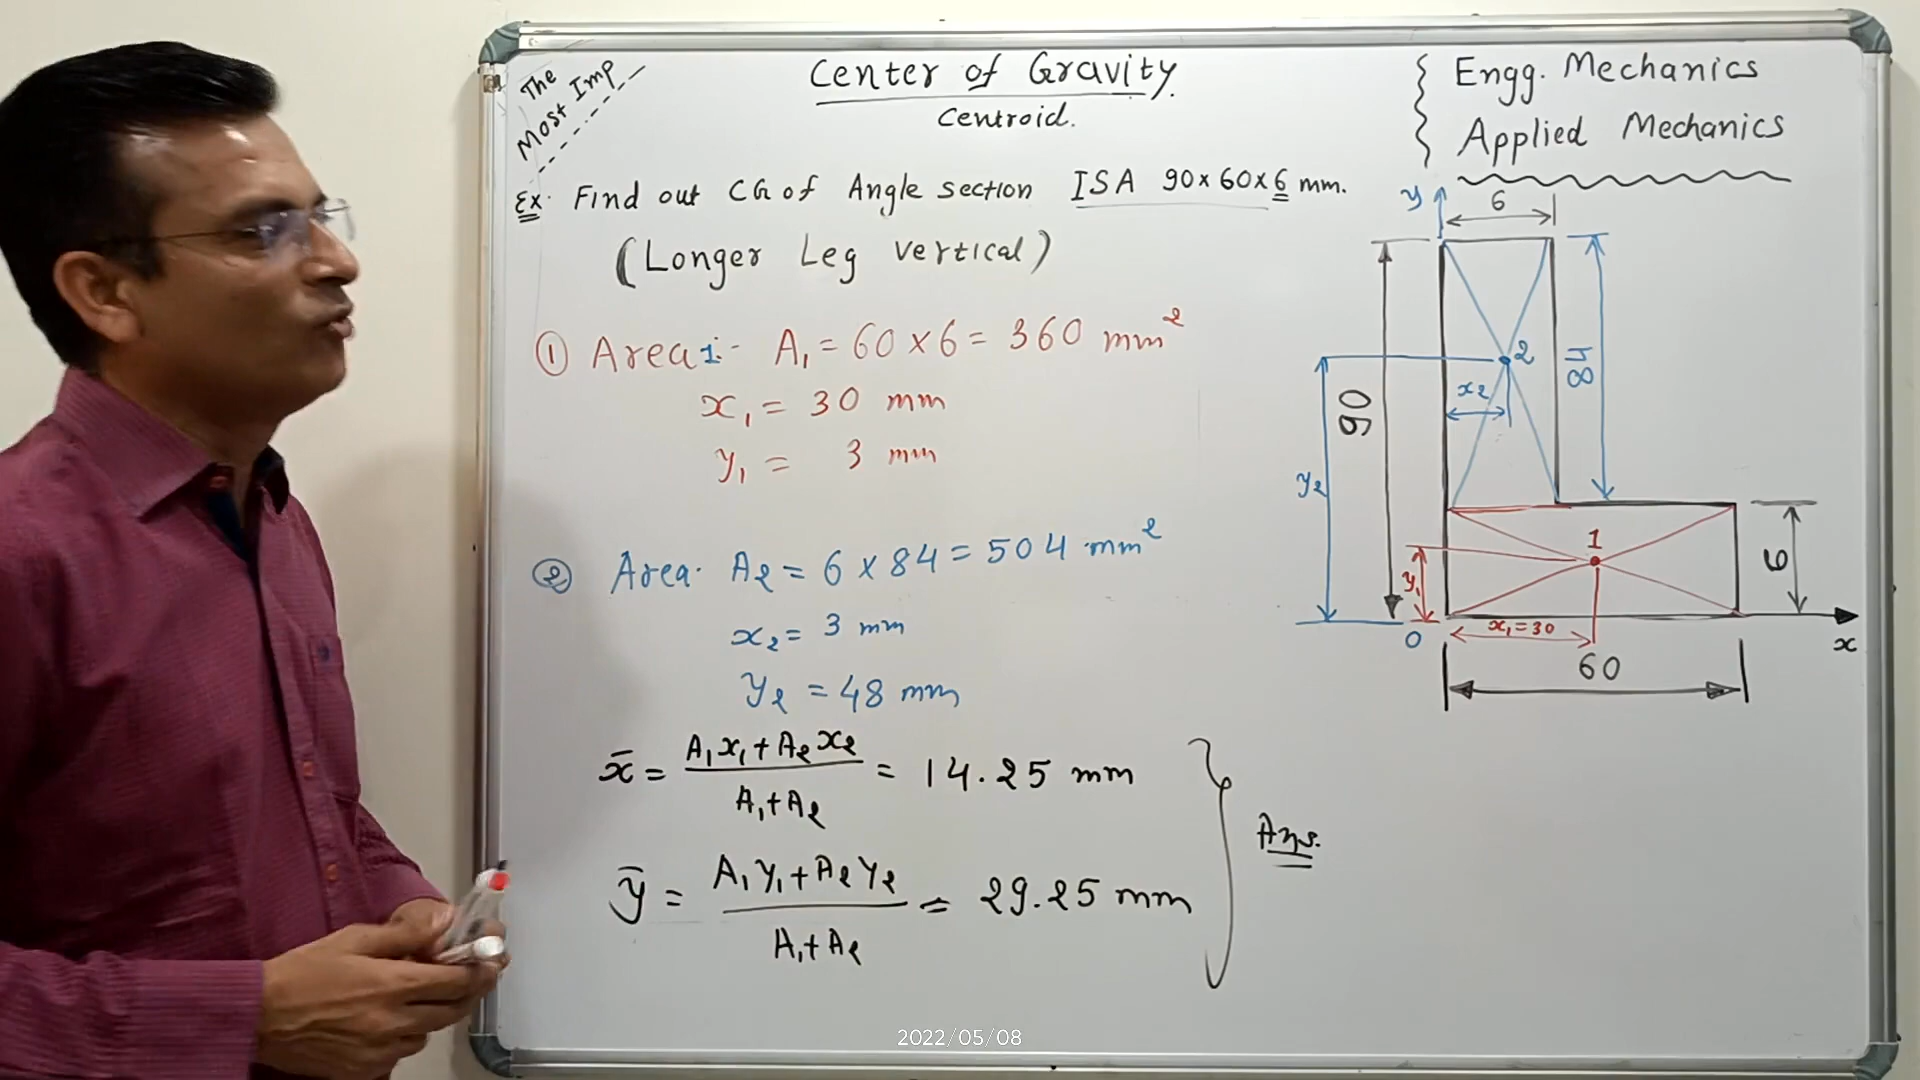 The
Most Imp
Center of Gravity
Centroid.
Engg. Mechanics
Applied Mechanics
Ex. Find out CG of Angle section ISA 90x60x6 mm.
(Longer Leg vertical)
① Area 1:- A₁ = 60 x 6 = 360 mm²
x₁ = 30 mm
y₁ = 3 mm
② Area. A₂ = 6 x 84 = 504 mm²
x₂ = 3 mm
y₂ = 48 mm
x̄ = (A₁x₁ + A₂x₂)/(A₁+A₂) = 14.25 mm
ȳ = (A₁y₁ + A₂y₂)/(A₁+A₂) = 29.25 mm
Ans.
y
6
2
84
x₂
90
y₂
1
6
y₁
x₁=30
0
x
60
2022/05/08